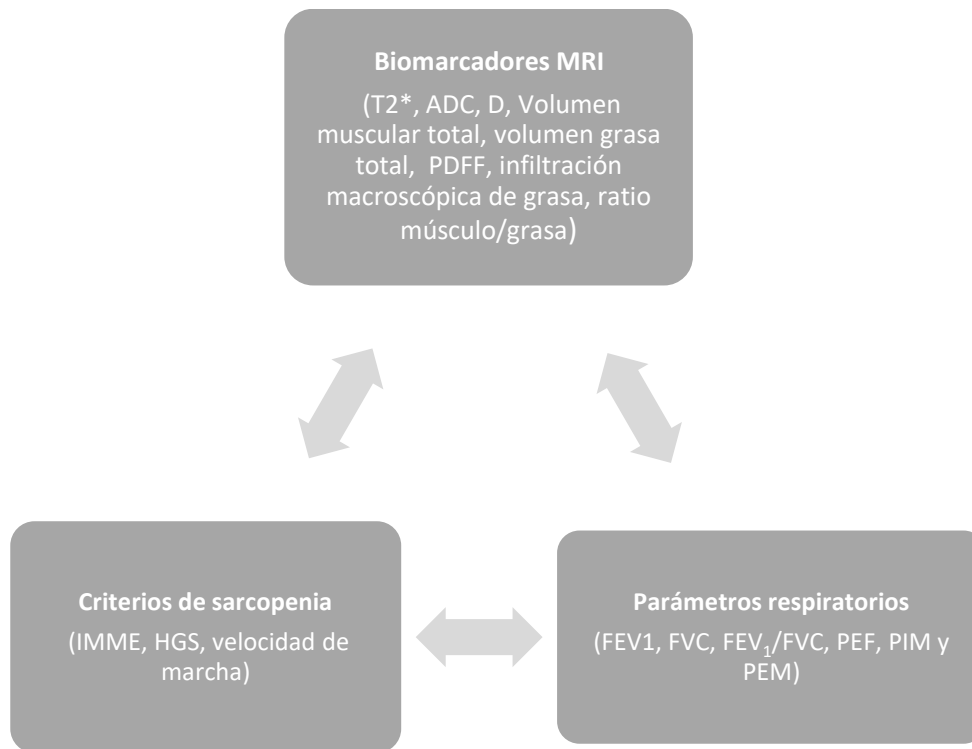 Biomarcadores MRI
(T2*, ADC, D, Volumen
muscular total, volumen grasa
total, PDFF, infiltración
macroscópica de grasa, ratio
músculo/grasa)
Criterios de sarcopenia
(IMME, HGS, velocidad de
marcha)
Parámetros respiratorios
(FEV1, FVC, FEV₁/FVC, PEF, PIM y
PEM)